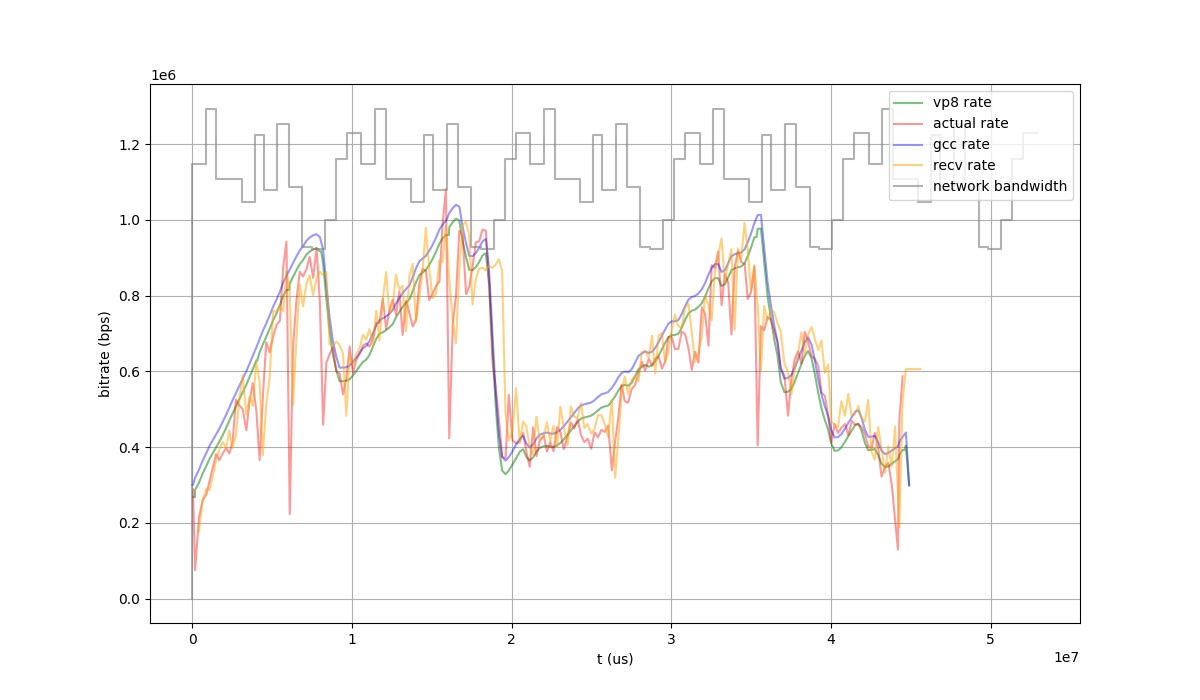 1e6
vp8 rate
actual rate
gcc rate
recv rate
network bandwidth
1.2
1.0
0.8
0.6
0.4
0.2
0.0
bitrate (bps)
0 1 2 3 4 5
t (us)
1e7